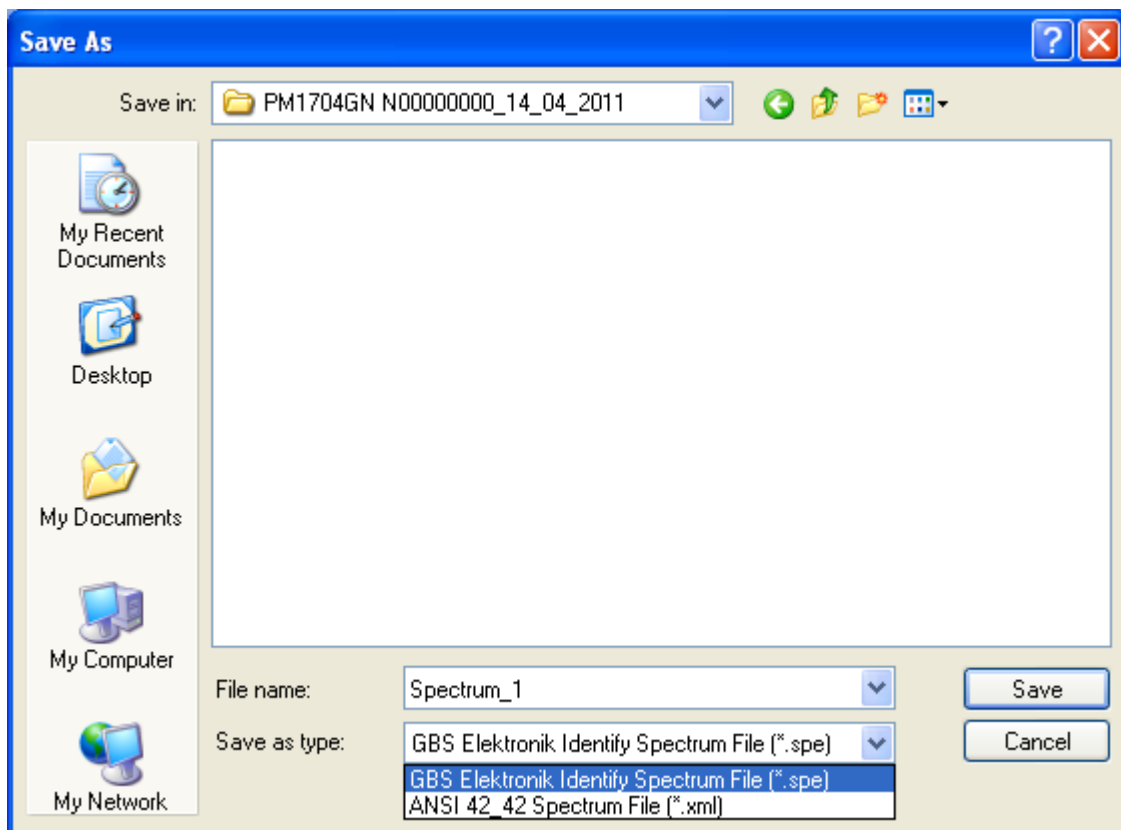 Save As
Save in:
PM1704GN N00000000_14_04_2011
My Recent
Documents
Desktop
My Documents
My Computer
My Network
File name:
Spectrum_1
Save
Save as type:
GBS Elektronik Identify Spectrum File (*.spe)
Cancel
GBS Elektronik Identify Spectrum File (*.spe)
ANSI 42_42 Spectrum File (*.xml)